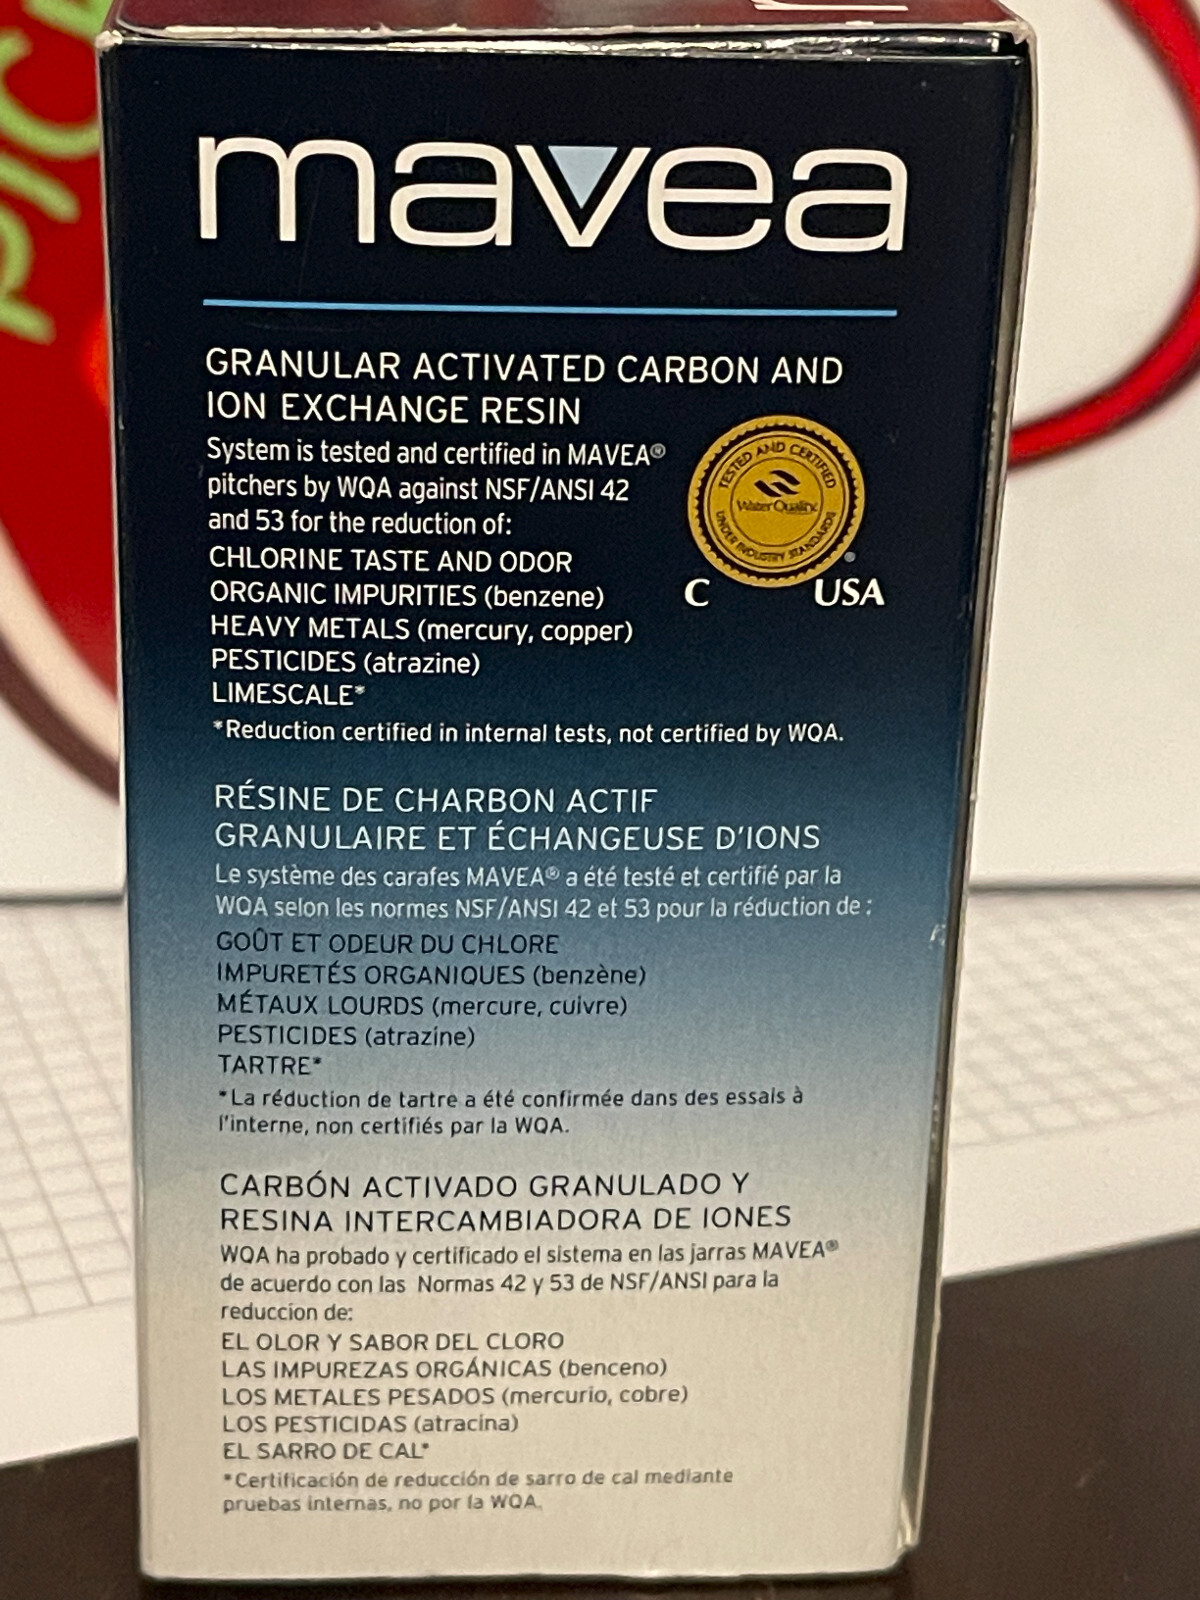 mavea
GRANULAR ACTIVATED CARBON AND
ION EXCHANGE RESIN
System is tested and certified in MAVEA®
pitchers by WQA against NSF/ANSI 42
and 53 for the reduction of:
CHLORINE TASTE AND ODOR
ORGANIC IMPURITIES (benzene)
HEAVY METALS (mercury, copper)
PESTICIDES (atrazine)
LIMESCALE*
*Reduction certified in internal tests, not certified by WQA.
TESTED AND CERTIFIED
Water Quality
UNDER INDUSTRY STANDARDS
®
C USA
RÉSINE DE CHARBON ACTIF
GRANULAIRE ET ÉCHANGEUSE D'IONS
Le système des carafes MAVEA® a été testé et certifié par la
WQA selon les normes NSF/ANSI 42 et 53 pour la réduction de :
GOÛT ET ODEUR DU CHLORE
IMPURETÉS ORGANIQUES (benzène)
MÉTAUX LOURDS (mercure, cuivre)
PESTICIDES (atrazine)
TARTRE*
*La réduction de tartre a été confirmée dans des essais à
l'interne, non certifiés par la WQA.
CARBÓN ACTIVADO GRANULADO Y
RESINA INTERCAMBIADORA DE IONES
WQA ha probado y certificado el sistema en las jarras MAVEA®
de acuerdo con las Normas 42 y 53 de NSF/ANSI para la
reduccion de:
EL OLOR Y SABOR DEL CLORO
LAS IMPUREZAS ORGÁNICAS (benceno)
LOS METALES PESADOS (mercurio, cobre)
LOS PESTICIDAS (atracina)
EL SARRO DE CAL*
*Certificación de reducción de sarro de cal mediante
pruebas internas, no por la WQA.